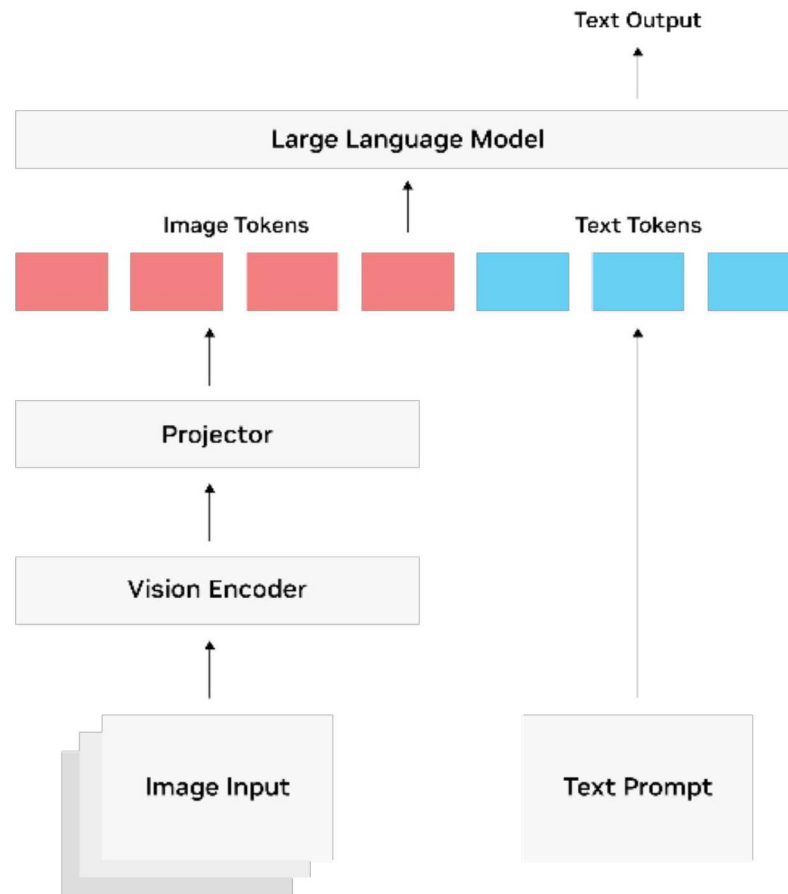 Text Output
Large Language Model
Image Tokens
Text Tokens
Projector
Vision Encoder
Image Input
Text Prompt